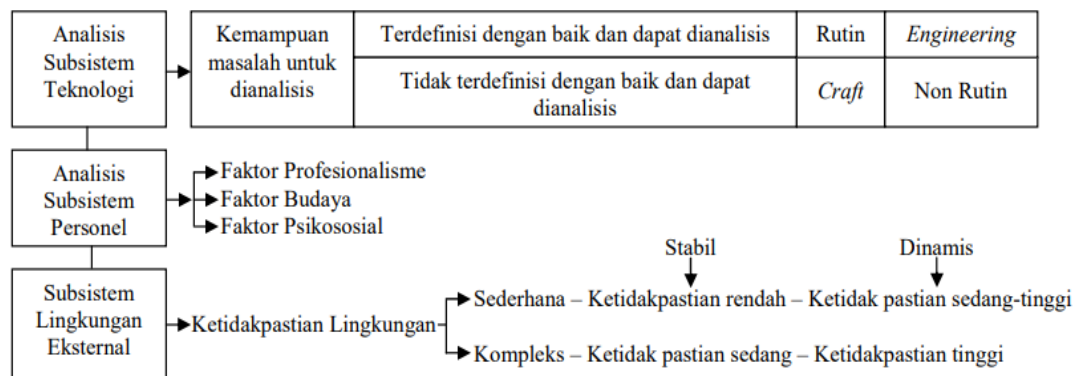 Analisis
Subsistem
Teknologi
Kemampuan
masalah untuk
dianalisis
Terdefinisi dengan baik dan dapat dianalisis
Rutin
Engineering
Tidak terdefinisi dengan baik dan dapat
dianalisis
Craft
Non Rutin
Analisis
Subsistem
Personel
Faktor Profesionalisme
Faktor Budaya
Faktor Psikososial
Stabil
Dinamis
Subsistem
Lingkungan
Eksternal
Ketidakpastian Lingkungan
Sederhana – Ketidakpastian rendah – Ketidak pastian sedang-tinggi
Kompleks – Ketidak pastian sedang – Ketidakpastian tinggi